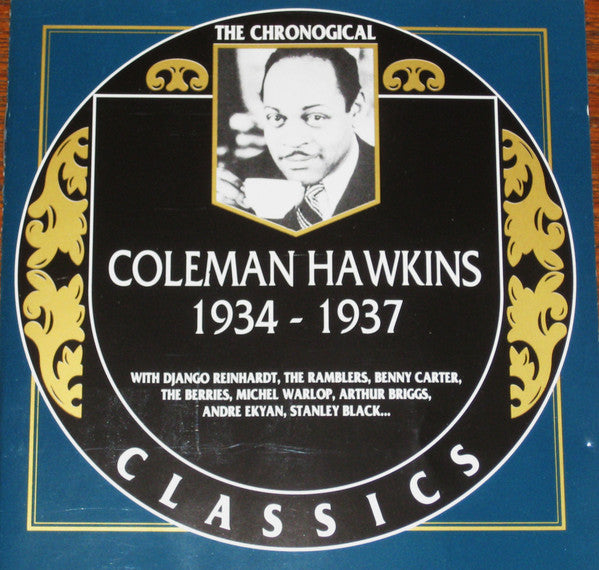 THE CHRONOGICAL
COLEMAN HAWKINS
1934 - 1937
WITH DJANGO REINHARDT, THE RAMBLERS, BENNY CARTER,
THE BERRIES, MICHEL WARLOP, ARTHUR BRIGGS,
ANDRE EKYAN, STANLEY BLACK...
CLASSICS